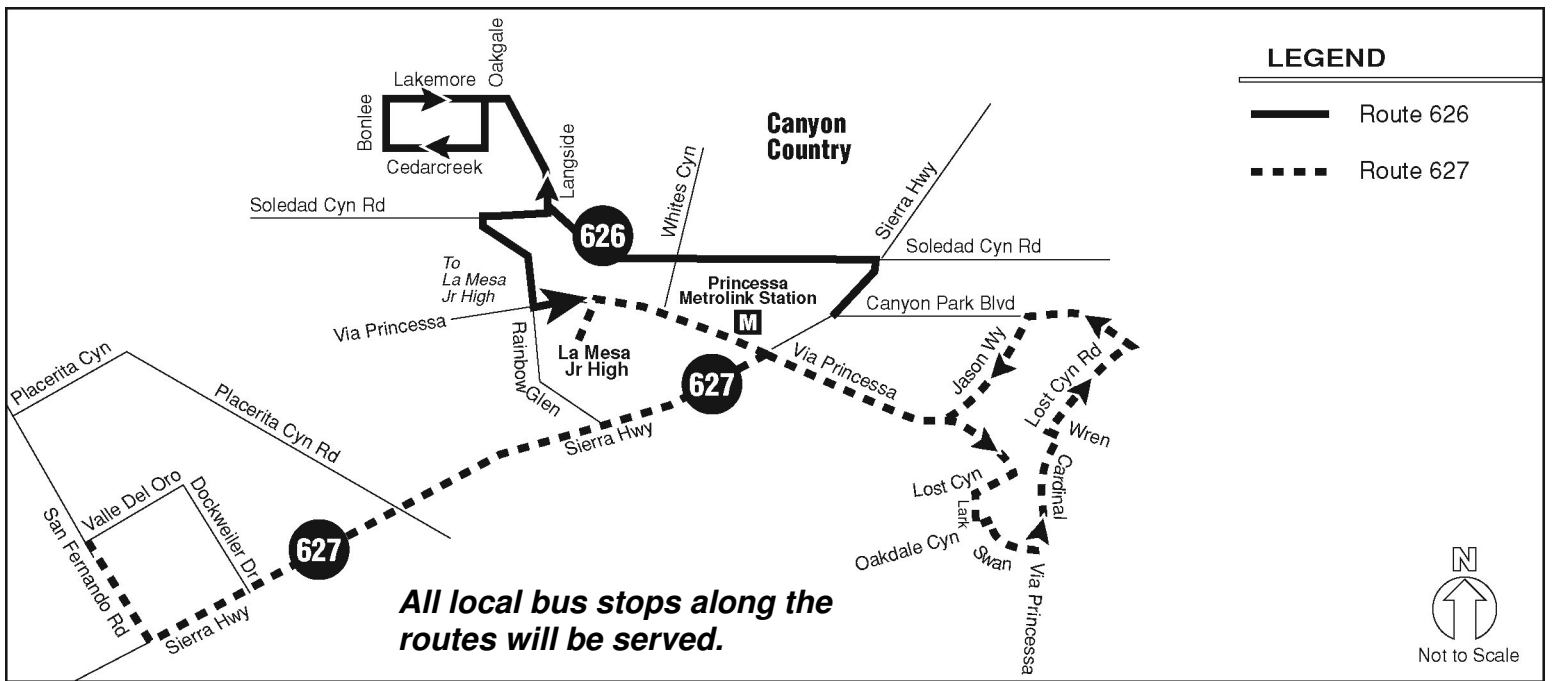 LEGEND
Route 626
Route 627
Oakgale
Lakemore
Bonlee
Cedarcreek
Langside
Canyon
Country
Whites Cyn
Sierra Hwy
Soledad Cyn Rd
626
Soledad Cyn Rd
To
La Mesa
Jr High
Princessa
Metrolink Station
M
Canyon Park Blvd
Via Princessa
Rainbow Glen
La Mesa
Jr High
627
Via Princessa
Jason Wy
Lost Cyn Rd
Wren
Cardinal
Placerita Cyn
Placerita Cyn Rd
Sierra Hwy
Lost Cyn
Lark
Oakdale Cyn
Swan
Via Princessa
Valle Del Oro
Dockweiler Dr
San Fernando Rd
627
Sierra Hwy
All local bus stops along the
routes will be served.
N
Not to Scale